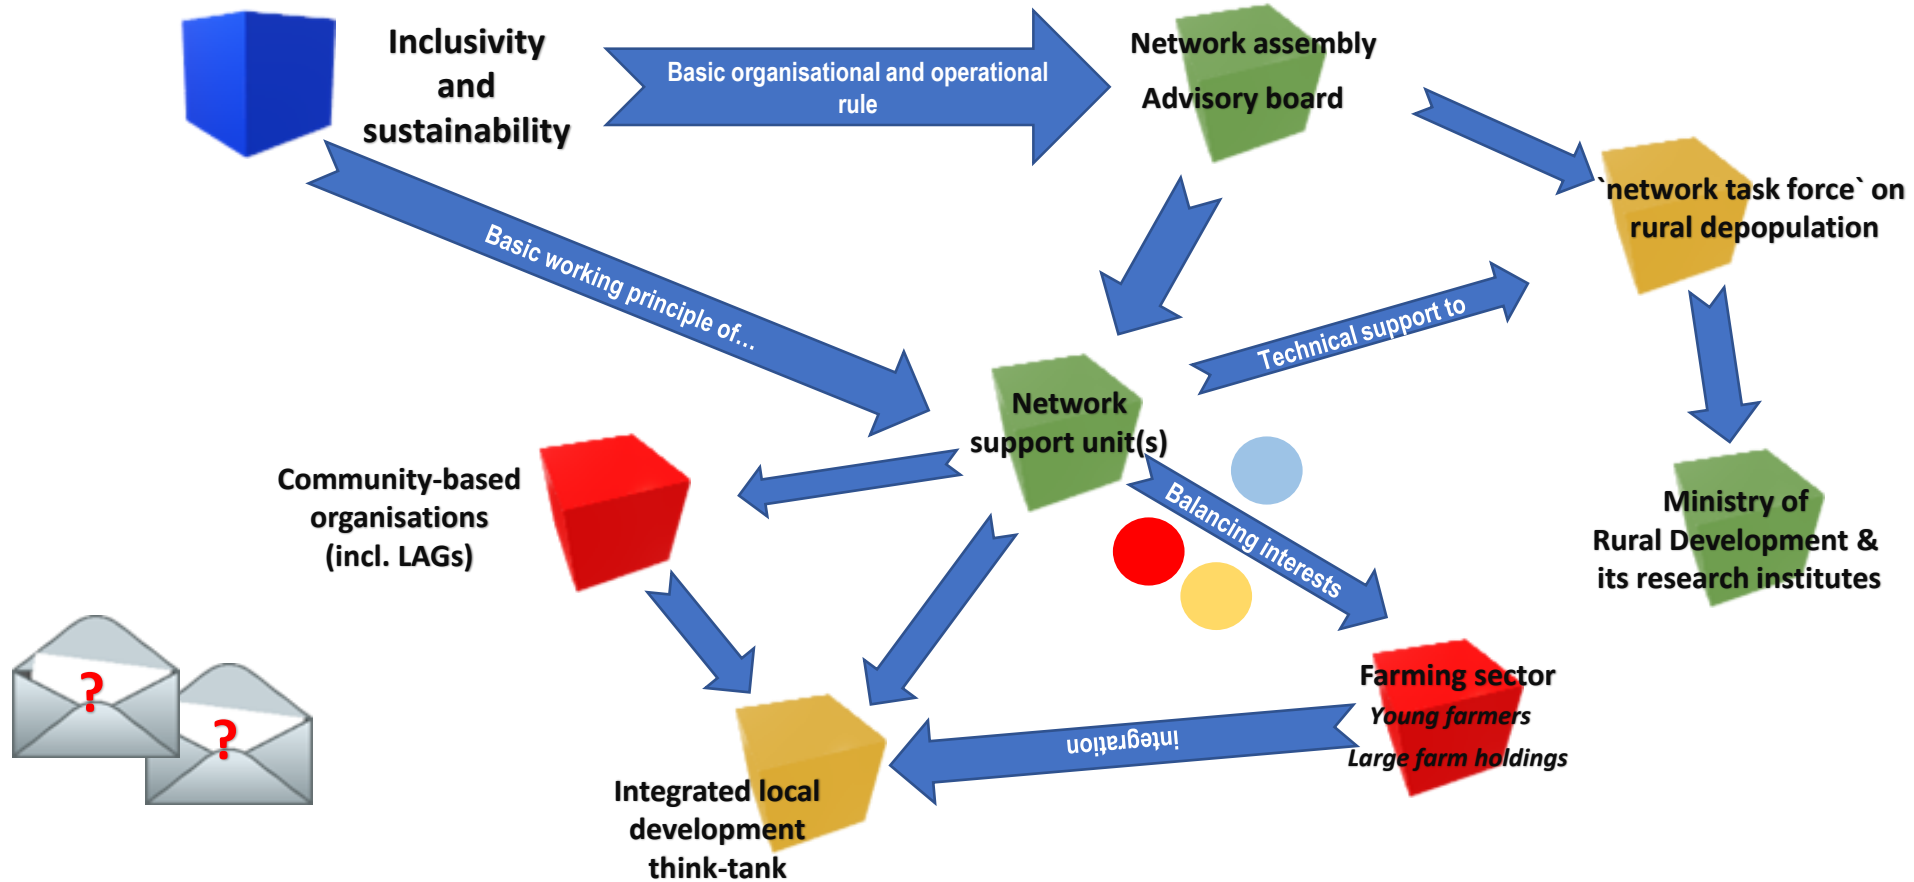 Inclusivity
and
sustainability
Basic organisational and operational
rule
Network assembly
Advisory board
`network task force` on
rural depopulation
Basic working principle of...
Technical support to
Network
support unit(s)
Community-based
organisations
(incl. LAGs)
Balancing interests
Ministry of
Rural Development &
its research institutes
?
?
Farming sector
Young farmers
Large farm holdings
integration
Integrated local
development
think-tank